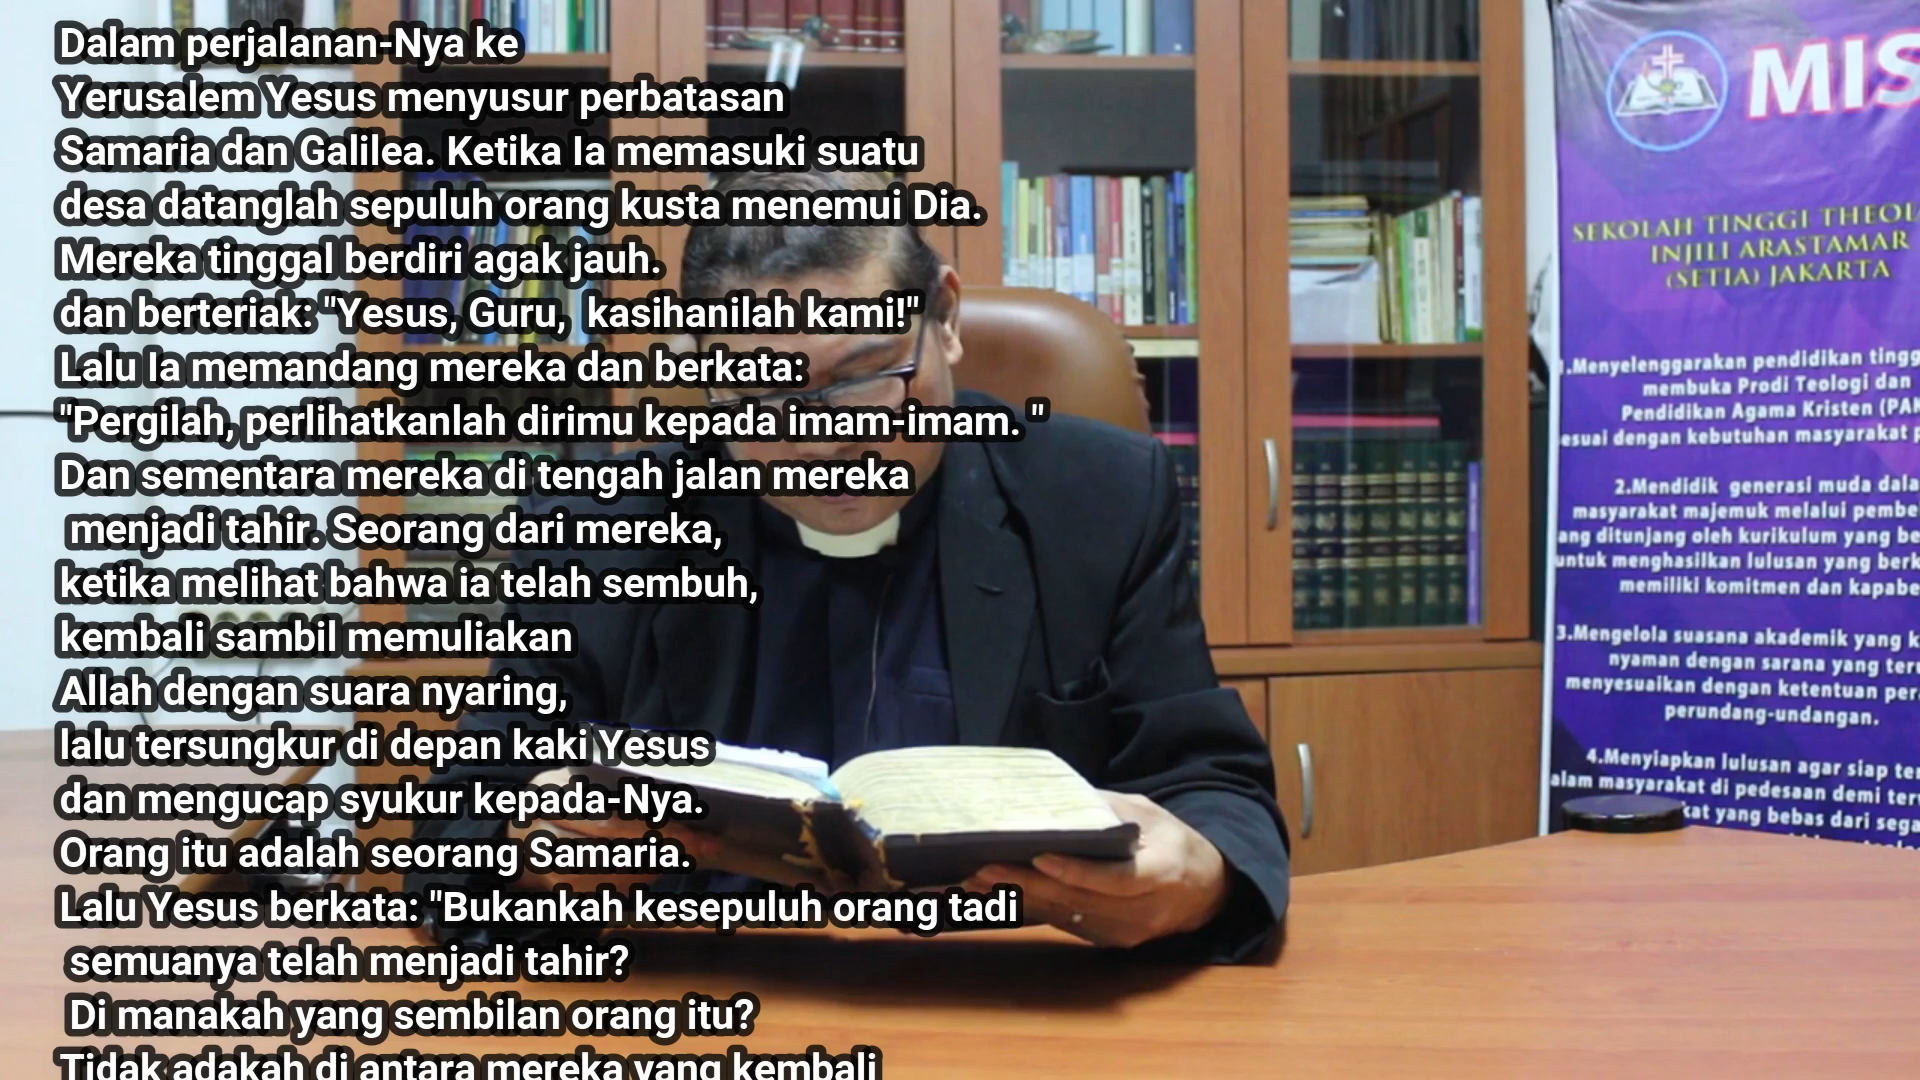 Dalam perjalanan-Nya ke
Yerusalem Yesus menyusur perbatasan
Samaria dan Galilea. Ketika Ia memasuki suatu
desa datanglah sepuluh orang kusta menemui Dia.
Mereka tinggal berdiri agak jauh.
dan berteriak: "Yesus, Guru,  kasihanilah kami!"
Lalu Ia memandang mereka dan berkata:
"Pergilah, perlihatkanlah dirimu kepada imam-imam. "
Dan sementara mereka di tengah jalan mereka
menjadi tahir. Seorang dari mereka,
ketika melihat bahwa ia telah sembuh,
kembali sambil memuliakan
Allah dengan suara nyaring,
lalu tersungkur di depan kaki Yesus
dan mengucap syukur kepada-Nya.
Orang itu adalah seorang Samaria.
Lalu Yesus berkata: "Bukankah kesepuluh orang tadi
semuanya telah menjadi tahir?
Di manakah yang sembilan orang itu?
Tidak adakah di antara mereka yang kembali
MIS
SEKOLAH TINGGI THEOL
INJILI ARASTAMAR
(SETIA) JAKARTA
1.Menyelenggarakan pendidikan tingg
membuka Prodi Teologi dan
Pendidikan Agama Kristen (PAK
esuai dengan kebutuhan masyarakat p
2.Mendidik generasi muda dala
masyarakat majemuk melalui pembe
ang ditunjang oleh kurikulum yang be
untuk menghasilkan lulusan yang berk
memiliki komitmen dan kapabe
3.Mengelola suasana akademik yang k
nyaman dengan sarana yang teru
menyesuaikan dengan ketentuan pera
perundang-undangan.
4.Menyiapkan lulusan agar siap ter
alam masyarakat di pedesaan demi terw
kat yang bebas dari sega